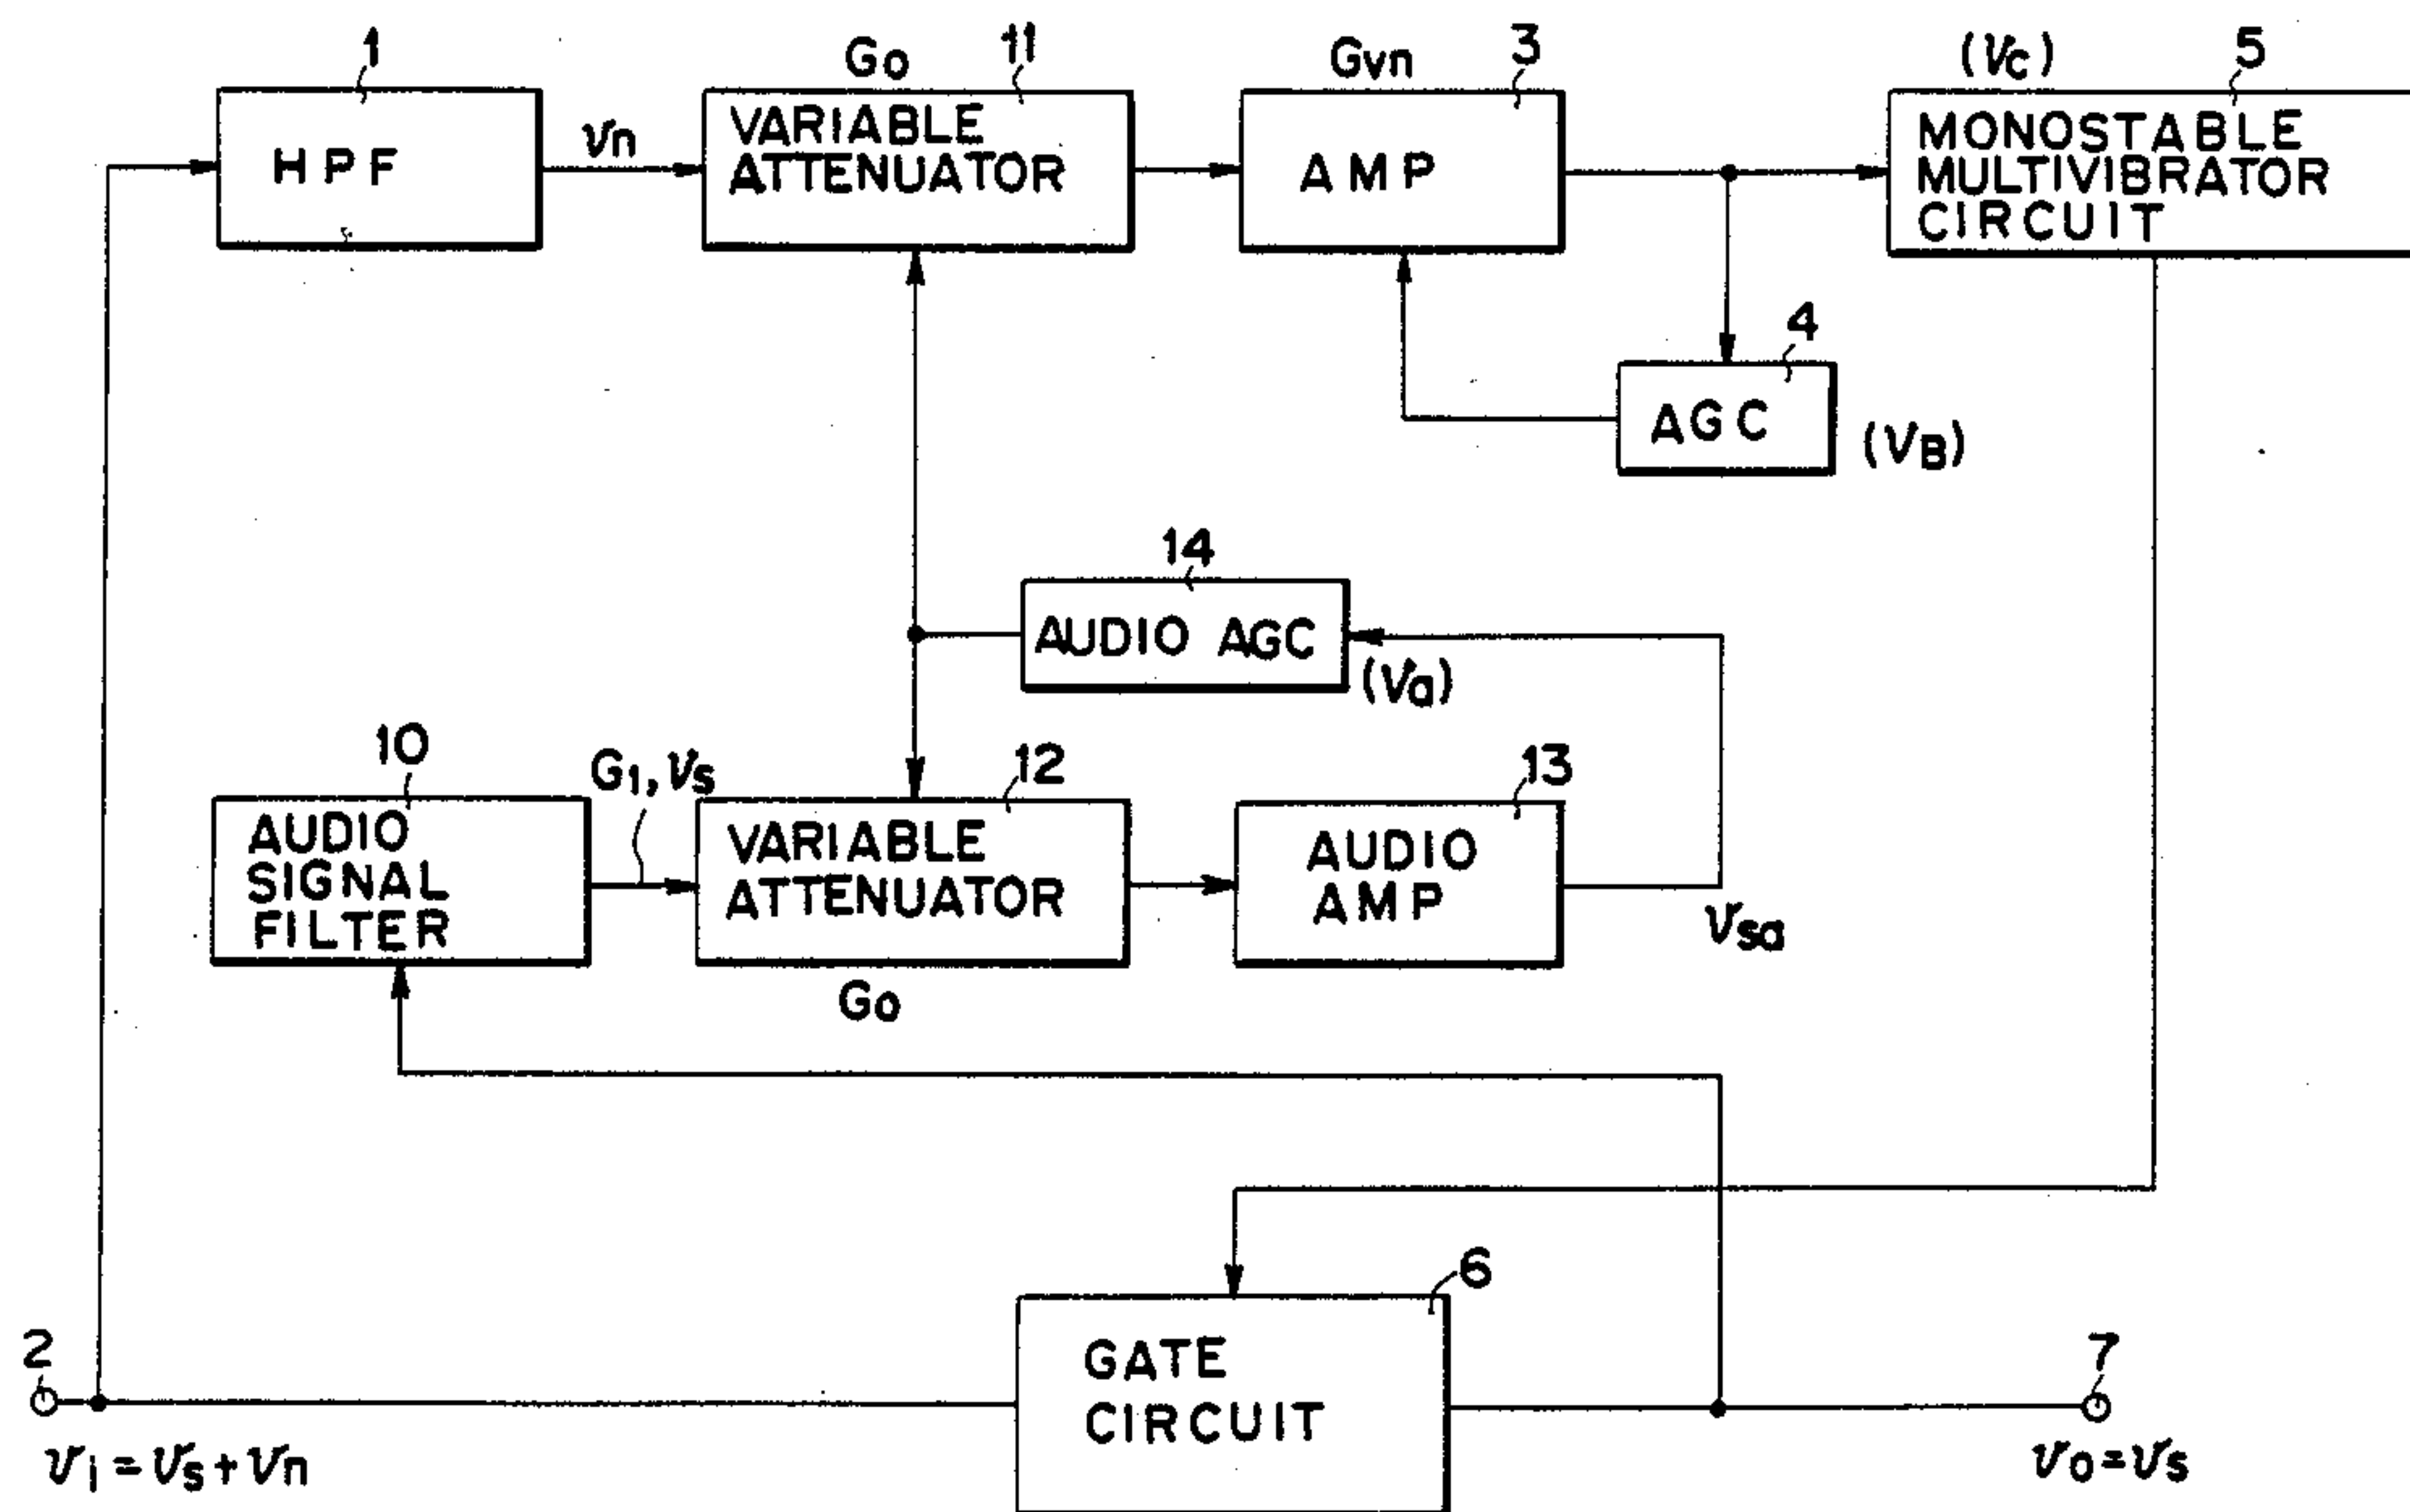 1
Go
11
Gvn
3
(Vc)
5
HPF
vn
VARIABLE
ATTENUATOR
AMP
MONOSTABLE
MULTIVIBRATOR
CIRCUIT
4
AGC
(VB)
14
AUDIO AGC
(Va)
10
G1, vs
12
13
AUDIO
SIGNAL
FILTER
VARIABLE
ATTENUATOR
AUDIO
AMP
vsa
Go
6
2
GATE
CIRCUIT
7
vi = vs + vn
vo = vs